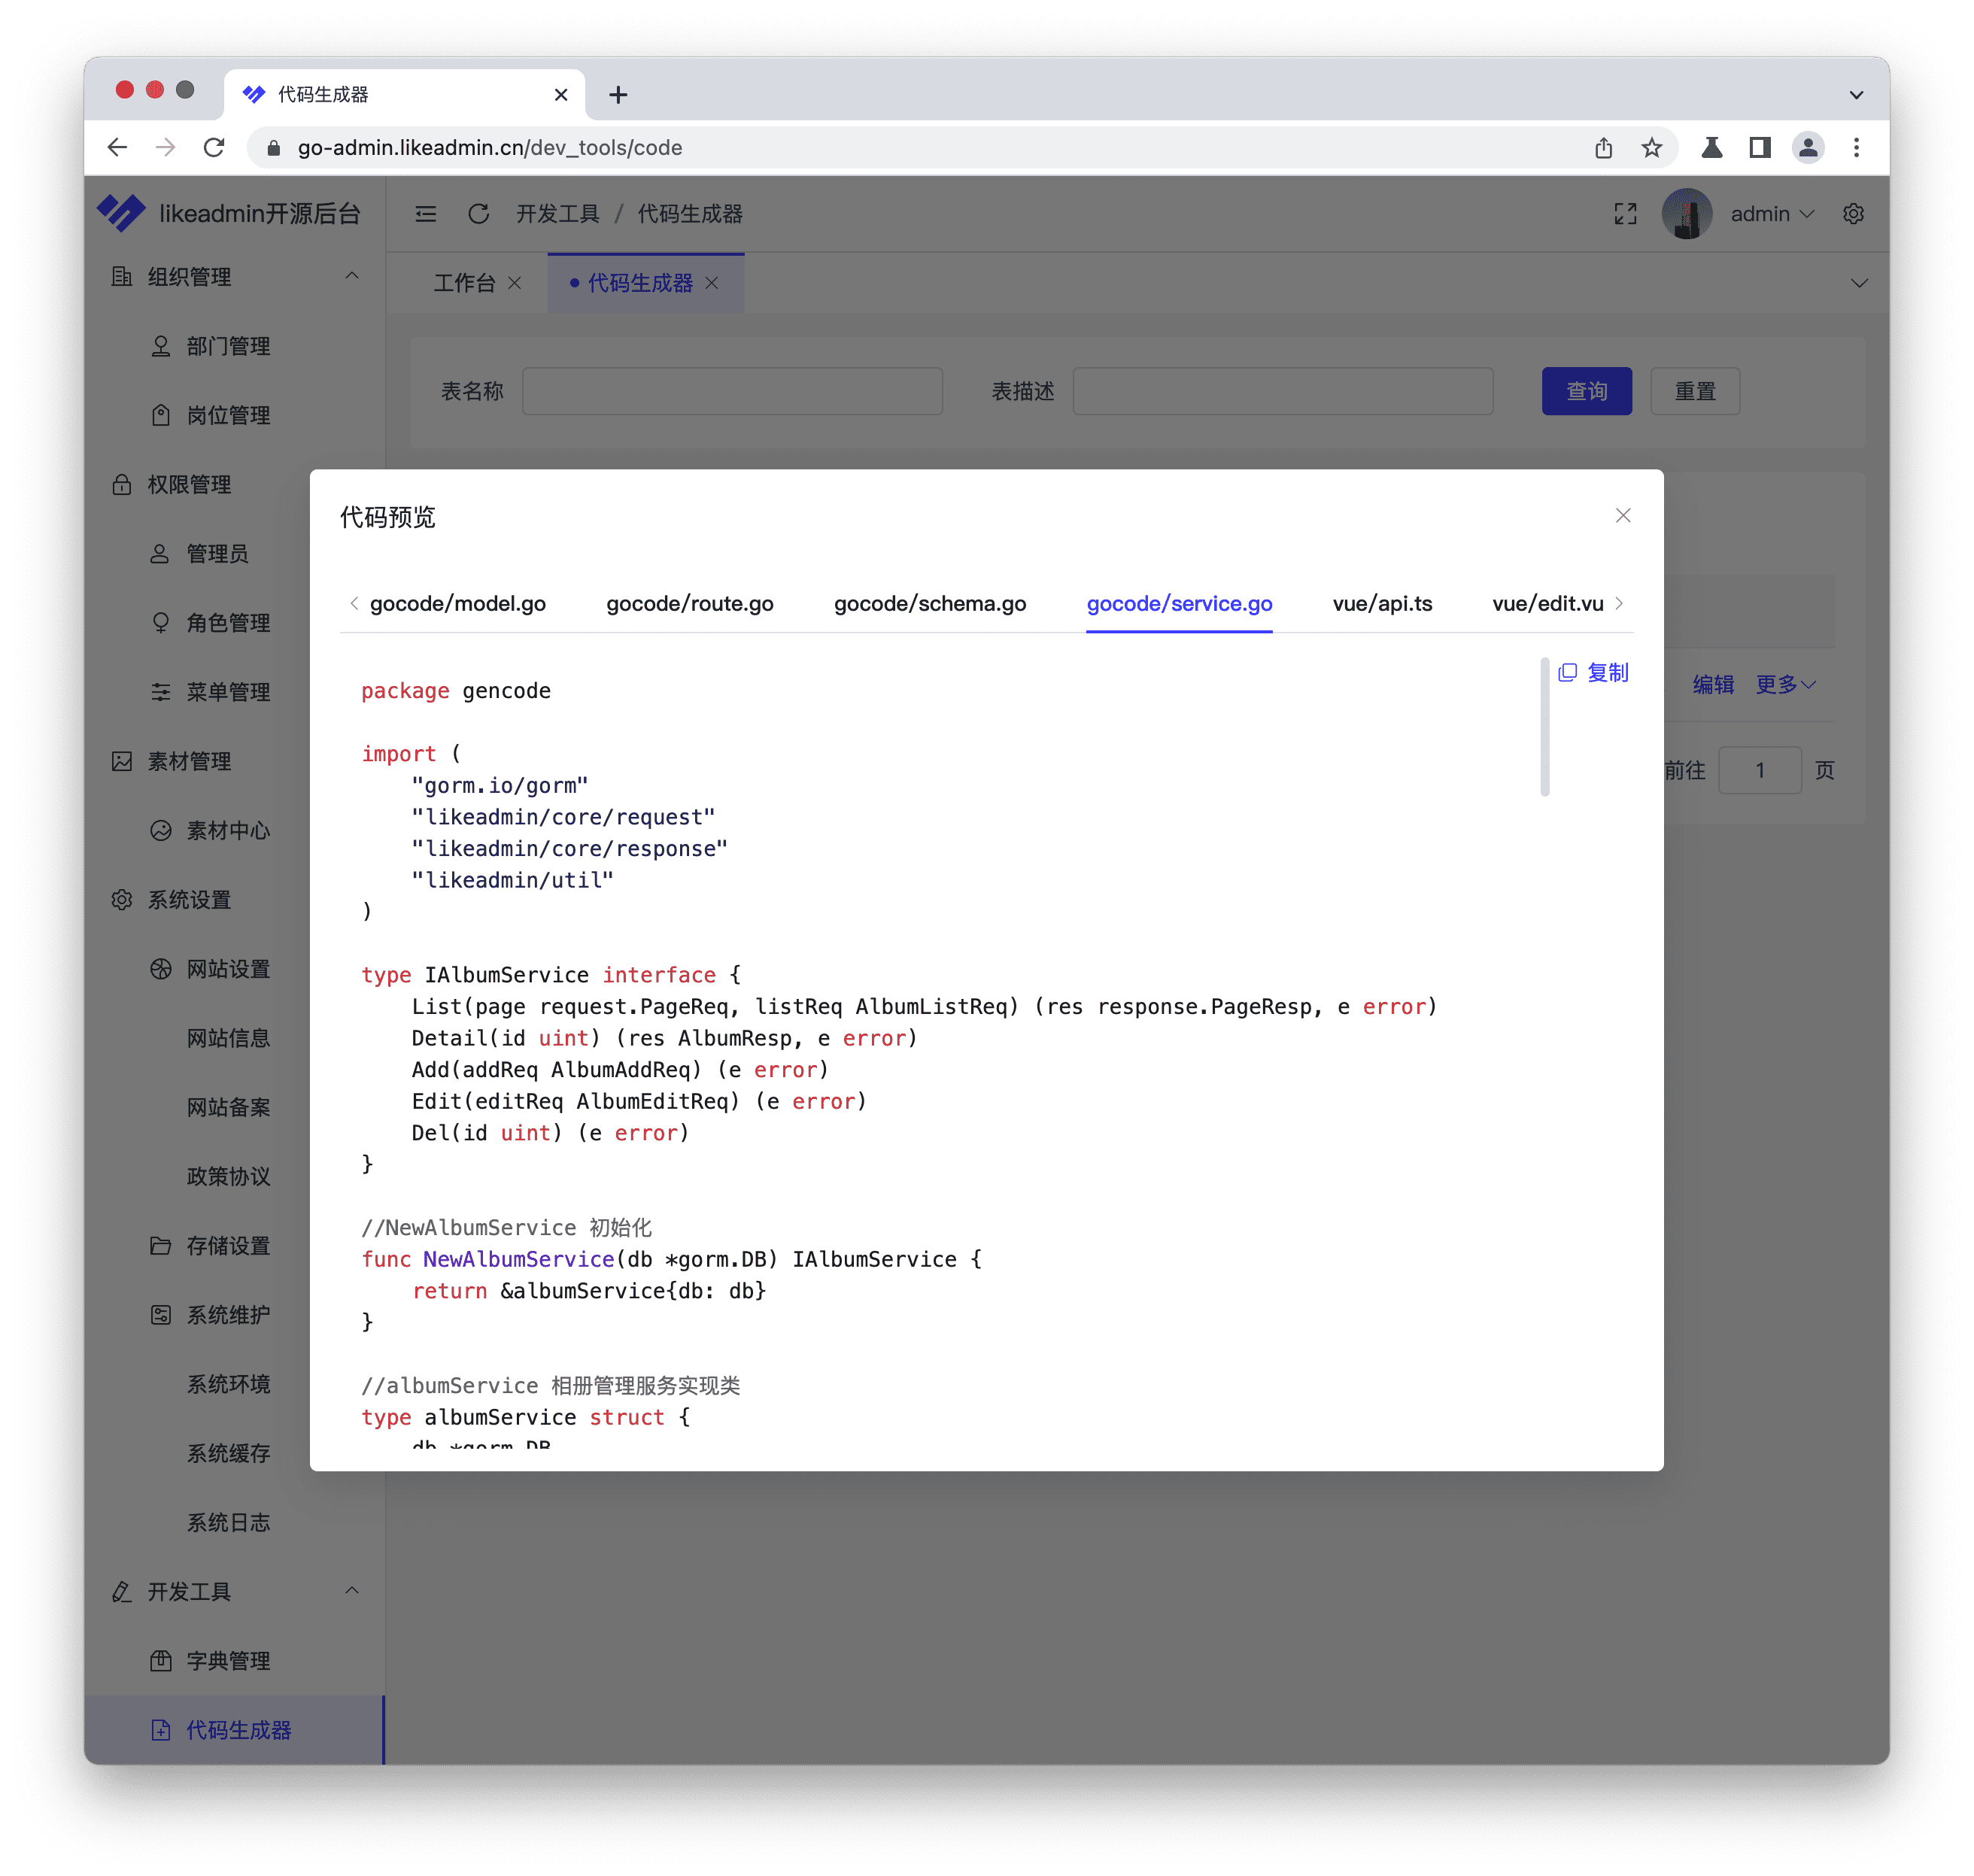 代码生成器
go-admin.likeadmin.cn/dev_tools/code
likeadmin开源后台
开发工具 / 代码生成器
admin
组织管理
部门管理
岗位管理
权限管理
管理员
角色管理
菜单管理
素材管理
素材中心
系统设置
网站设置
网站信息
网站备案
政策协议
存储设置
系统维护
系统环境
系统缓存
系统日志
开发工具
字典管理
代码生成器
工作台
代码生成器
表名称
表描述
查询
重置
编辑 更多
前往 1 页
代码预览
gocode/model.go gocode/route.go gocode/schema.go gocode/service.go vue/api.ts vue/edit.vu
复制
package gencode
import (
"gorm.io/gorm"
"likeadmin/core/request"
"likeadmin/core/response"
"likeadmin/util"
)
type IAlbumService interface {
List(page request.PageReq, listReq AlbumListReq) (res response.PageResp, e error)
Detail(id uint) (res AlbumResp, e error)
Add(addReq AlbumAddReq) (e error)
Edit(editReq AlbumEditReq) (e error)
Del(id uint) (e error)
}
//NewAlbumService 初始化
func NewAlbumService(db *gorm.DB) IAlbumService {
return &albumService{db: db}
}
//albumService 相册管理服务实现类
type albumService struct {
db *gorm.DB